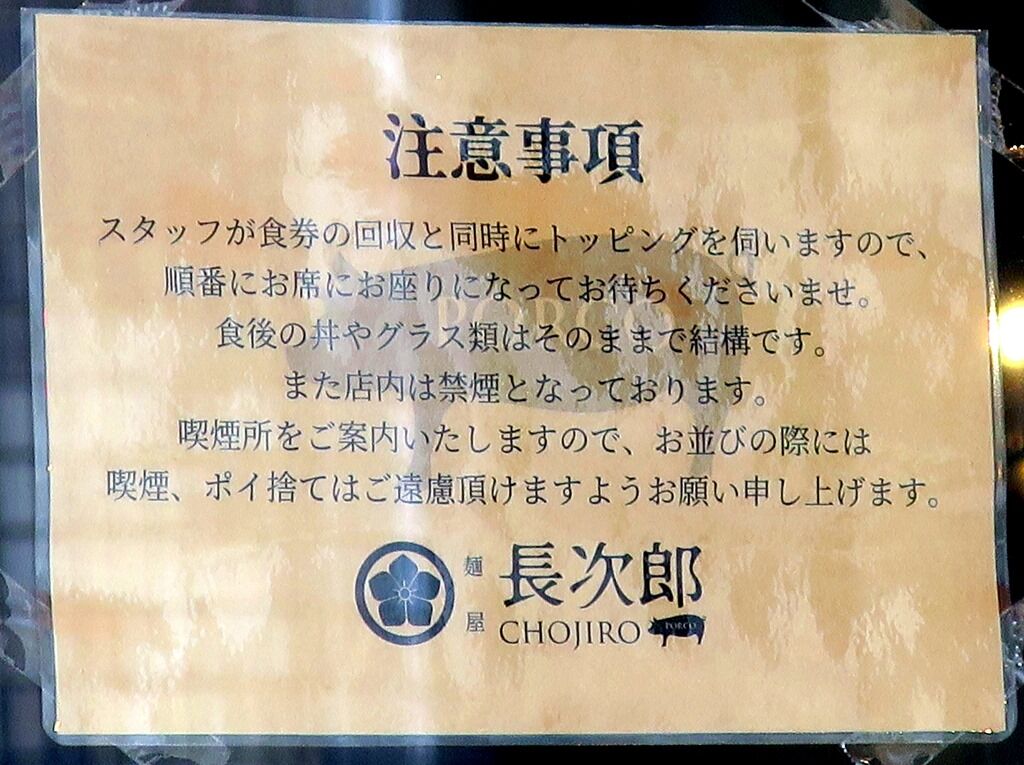 注意事項
スタッフが食券の回収と同時にトッピングを伺いますので、
順番にお席にお座りになってお待ちくださいませ。
食後の丼やグラス類はそのままで結構です。
また店内は禁煙となっております。
喫煙所をご案内いたしますので、お並びの際には
喫煙、ポイ捨てはご遠慮頂けますようお願い申し上げます。
PORCO
麺屋 長次郎
CHOJIRO PORCO